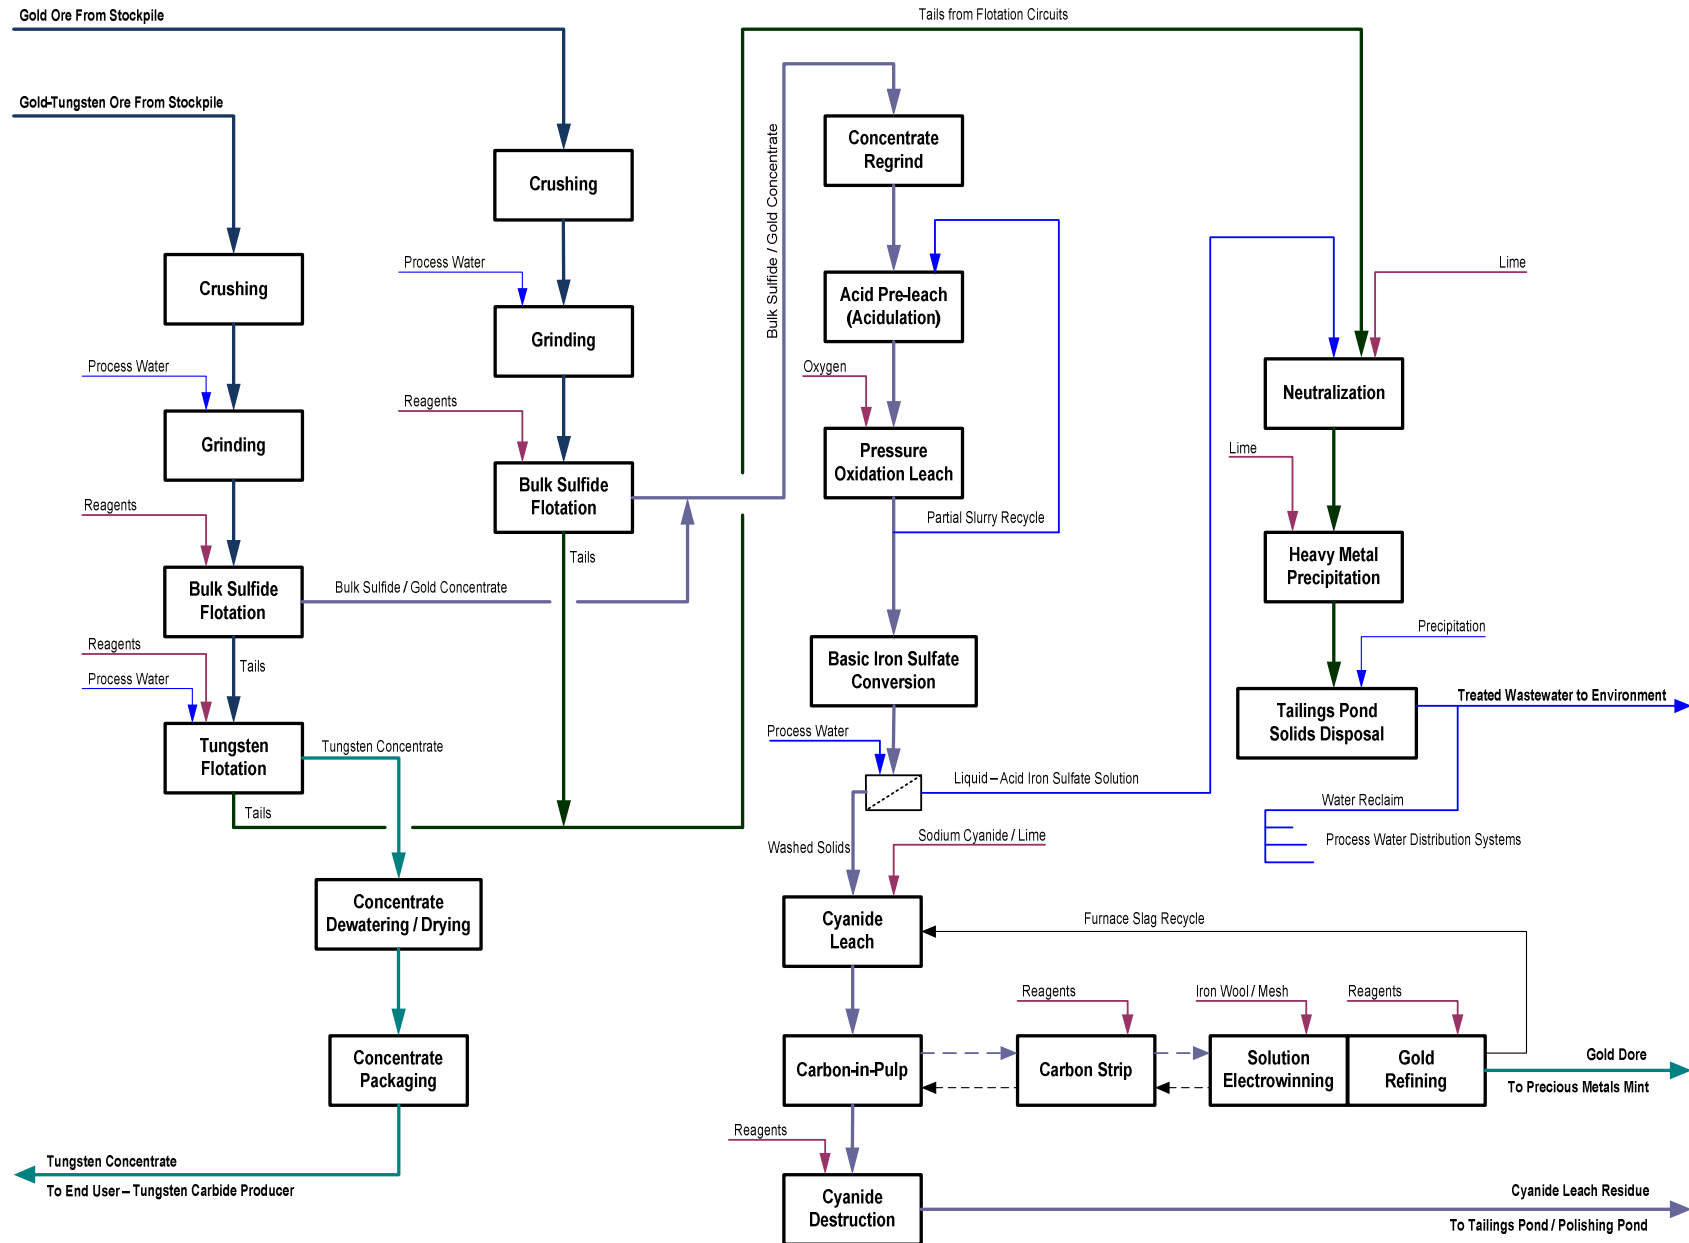 Gold Ore From Stockpile
Tails from Flotation Circuits
Gold-Tungsten Ore From Stockpile
Crushing
Process Water
Grinding
Reagents
Bulk Sulfide
Flotation
Bulk Sulfide / Gold Concentrate
Tails
Reagents
Process Water
Tungsten
Flotation
Tungsten Concentrate
Tails
Concentrate
Dewatering / Drying
Concentrate
Packaging
Tungsten Concentrate
To End User – Tungsten Carbide Producer
Crushing
Process Water
Grinding
Reagents
Bulk Sulfide
Flotation
Tails
Bulk Sulfide / Gold Concentrate
Concentrate
Regrind
Acid Pre-leach
(Acidulation)
Oxygen
Pressure
Oxidation Leach
Partial Slurry Recycle
Basic Iron Sulfate
Conversion
Process Water
Liquid – Acid Iron Sulfate Solution
Washed Solids
Sodium Cyanide / Lime
Cyanide
Leach
Furnace Slag Recycle
Carbon-in-Pulp
Reagents
Carbon Strip
Iron Wool / Mesh
Solution
Electrowinning
Reagents
Gold
Refining
Gold Dore
To Precious Metals Mint
Reagents
Cyanide
Destruction
Cyanide Leach Residue
To Tailings Pond / Polishing Pond
Lime
Neutralization
Lime
Heavy Metal
Precipitation
Precipitation
Tailings Pond
Solids Disposal
Treated Wastewater to Environment
Water Reclaim
Process Water Distribution Systems